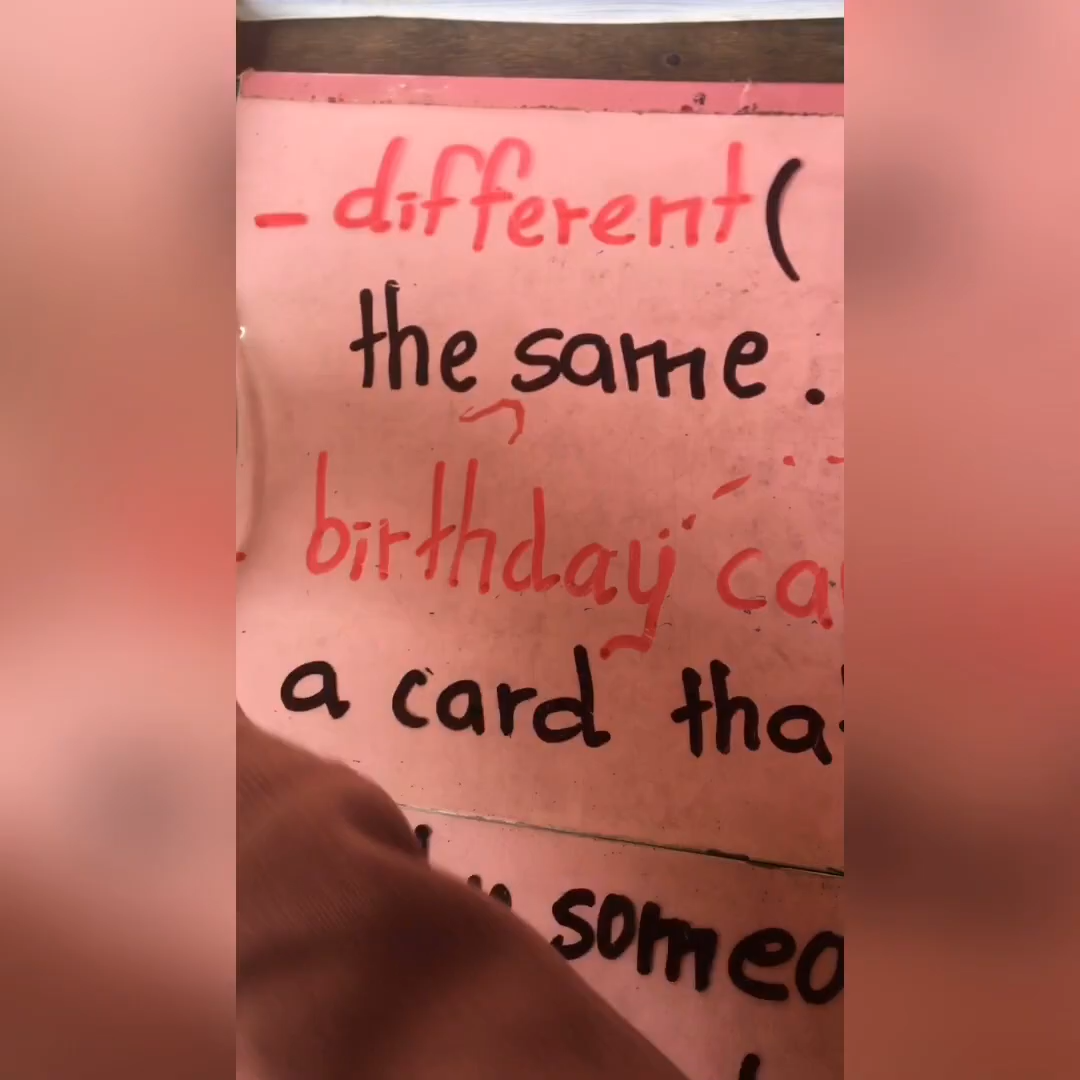 - different (
the same .
birthday ca
a card tha
someo